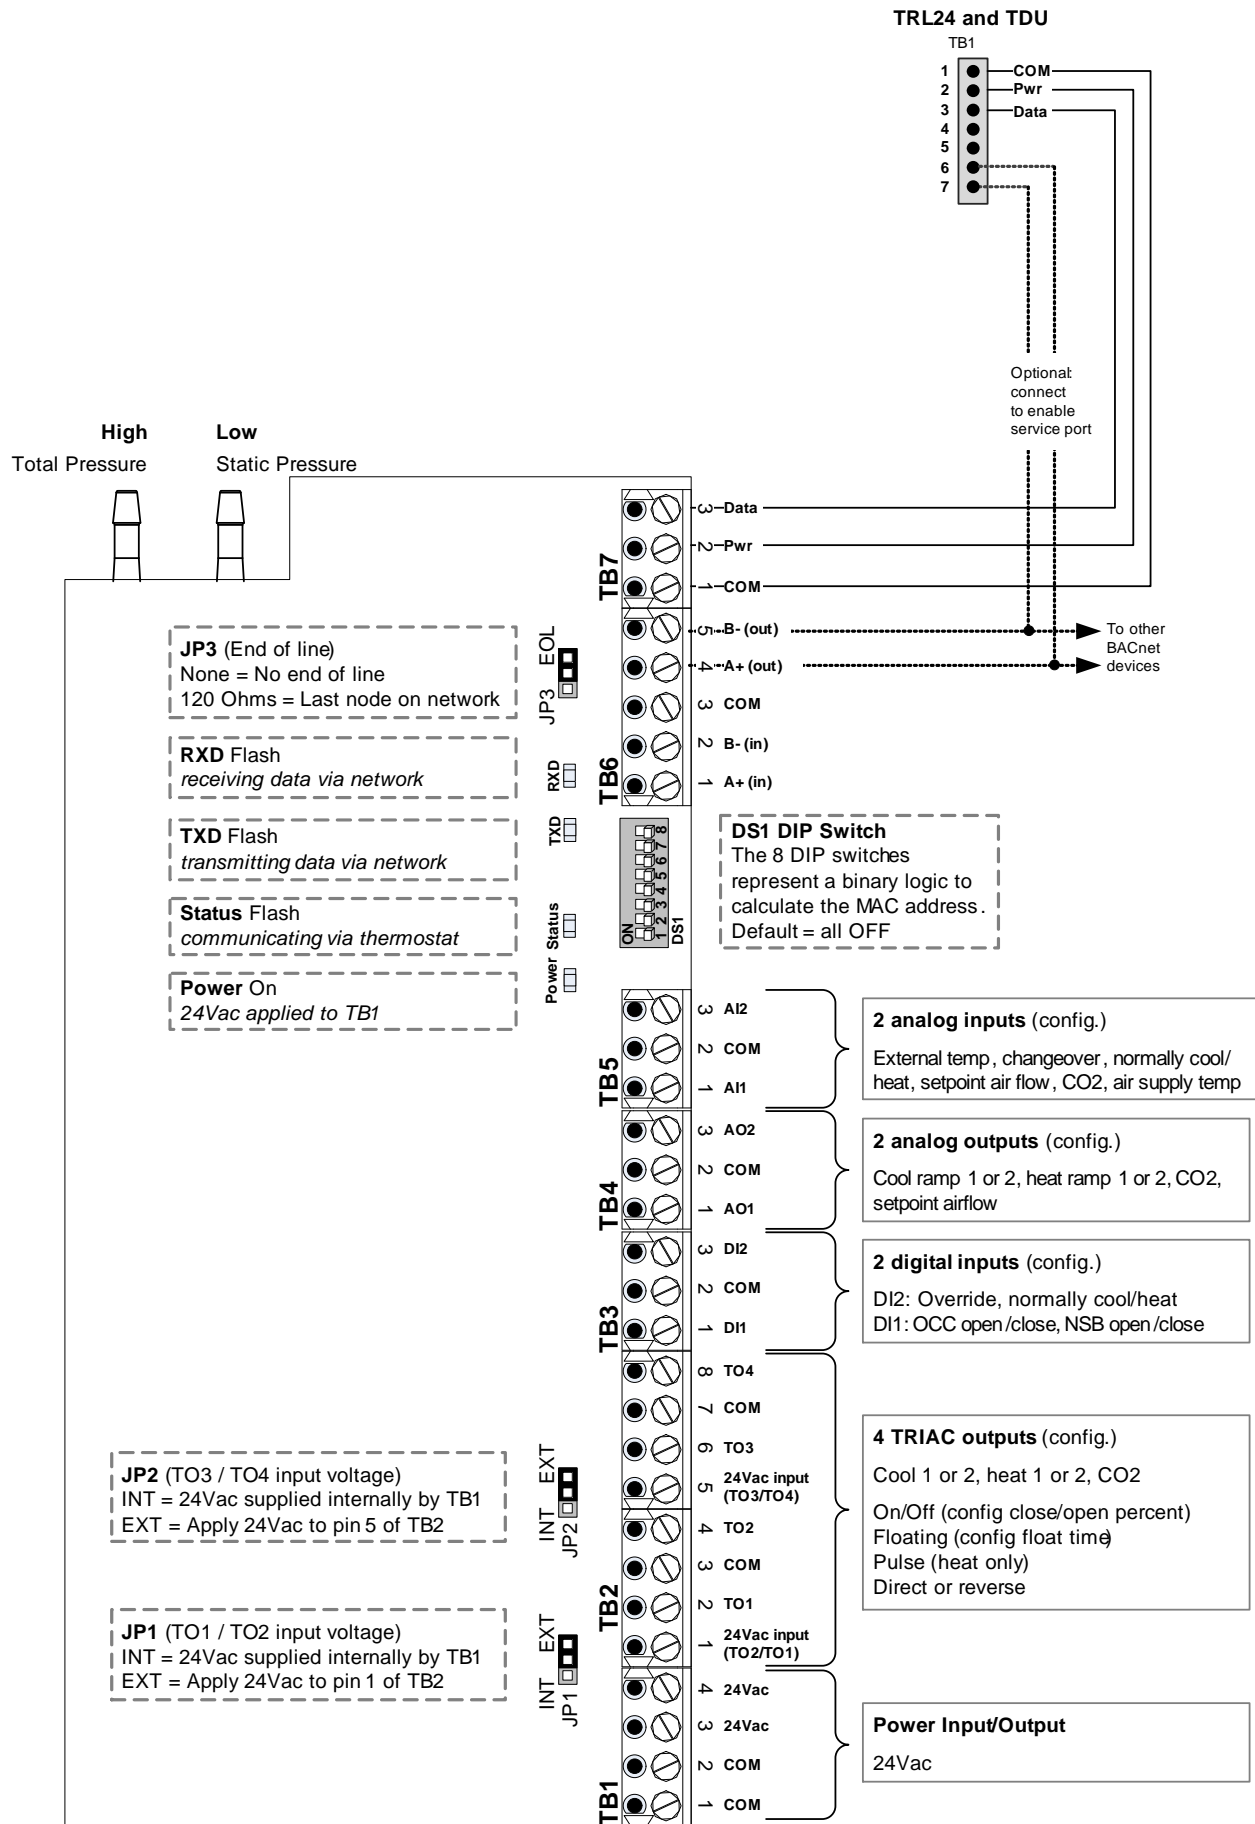 TRL24 and TDU
TB1
1 COM
2 Pwr
3 Data
4
5
6
7
Optional:
connect
to enable
service port
High Low
Total Pressure Static Pressure
TB7
3 Data
2 Pwr
1 COM
TB6
5 B- (out)
4 A+ (out)
3 COM
2 B- (in)
1 A+ (in)
To other
BACnet
devices
JP3 (End of line)
None = No end of line
120 Ohms = Last node on network
JP3 EOL
RXD Flash
receiving data via network
RXD
TXD Flash
transmitting data via network
TXD
Status Flash
communicating via thermostat
Status
Power On
24Vac applied to TB1
Power
ON
1 2 3 4 5 6 7 8
DS1
DS1 DIP Switch
The 8 DIP switches
represent a binary logic to
calculate the MAC address.
Default = all OFF
TB5
3 AI2
2 COM
1 AI1
2 analog inputs (config.)
External temp, changeover, normally cool/
heat, setpoint air flow, CO2, air supply temp
TB4
3 AO2
2 COM
1 AO1
2 analog outputs (config.)
Cool ramp 1 or 2, heat ramp 1 or 2, CO2,
setpoint airflow
TB3
3 DI2
2 COM
1 DI1
2 digital inputs (config.)
DI2: Override, normally cool/heat
DI1: OCC open/close, NSB open/close
TB2
8 TO4
7 COM
6 TO3
5 24Vac input
(TO3/TO4)
4 TO2
3 COM
2 TO1
1 24Vac input
(TO2/TO1)
4 TRIAC outputs (config.)
Cool 1 or 2, heat 1 or 2, CO2
On/Off (config close/open percent)
Floating (config float time)
Pulse (heat only)
Direct or reverse
JP2 (TO3 / TO4 input voltage)
INT = 24Vac supplied internally by TB1
EXT = Apply 24Vac to pin 5 of TB2
INT EXT
JP2
JP1 (TO1 / TO2 input voltage)
INT = 24Vac supplied internally by TB1
EXT = Apply 24Vac to pin 1 of TB2
INT EXT
JP1
TB1
4 24Vac
3 24Vac
2 COM
1 COM
Power Input/Output
24Vac